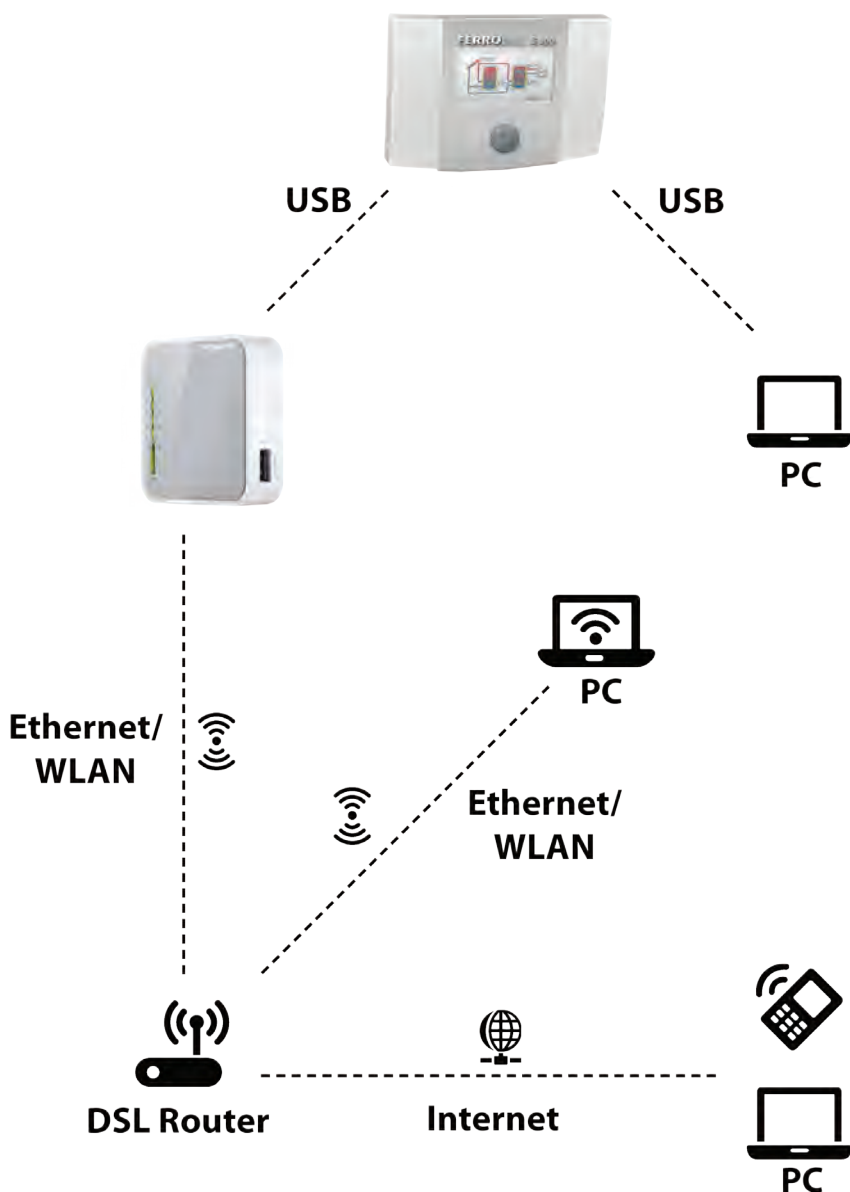 FERRO
USB
USB
PC
PC
Ethernet/
WLAN
Ethernet/
WLAN
DSL Router
Internet
PC